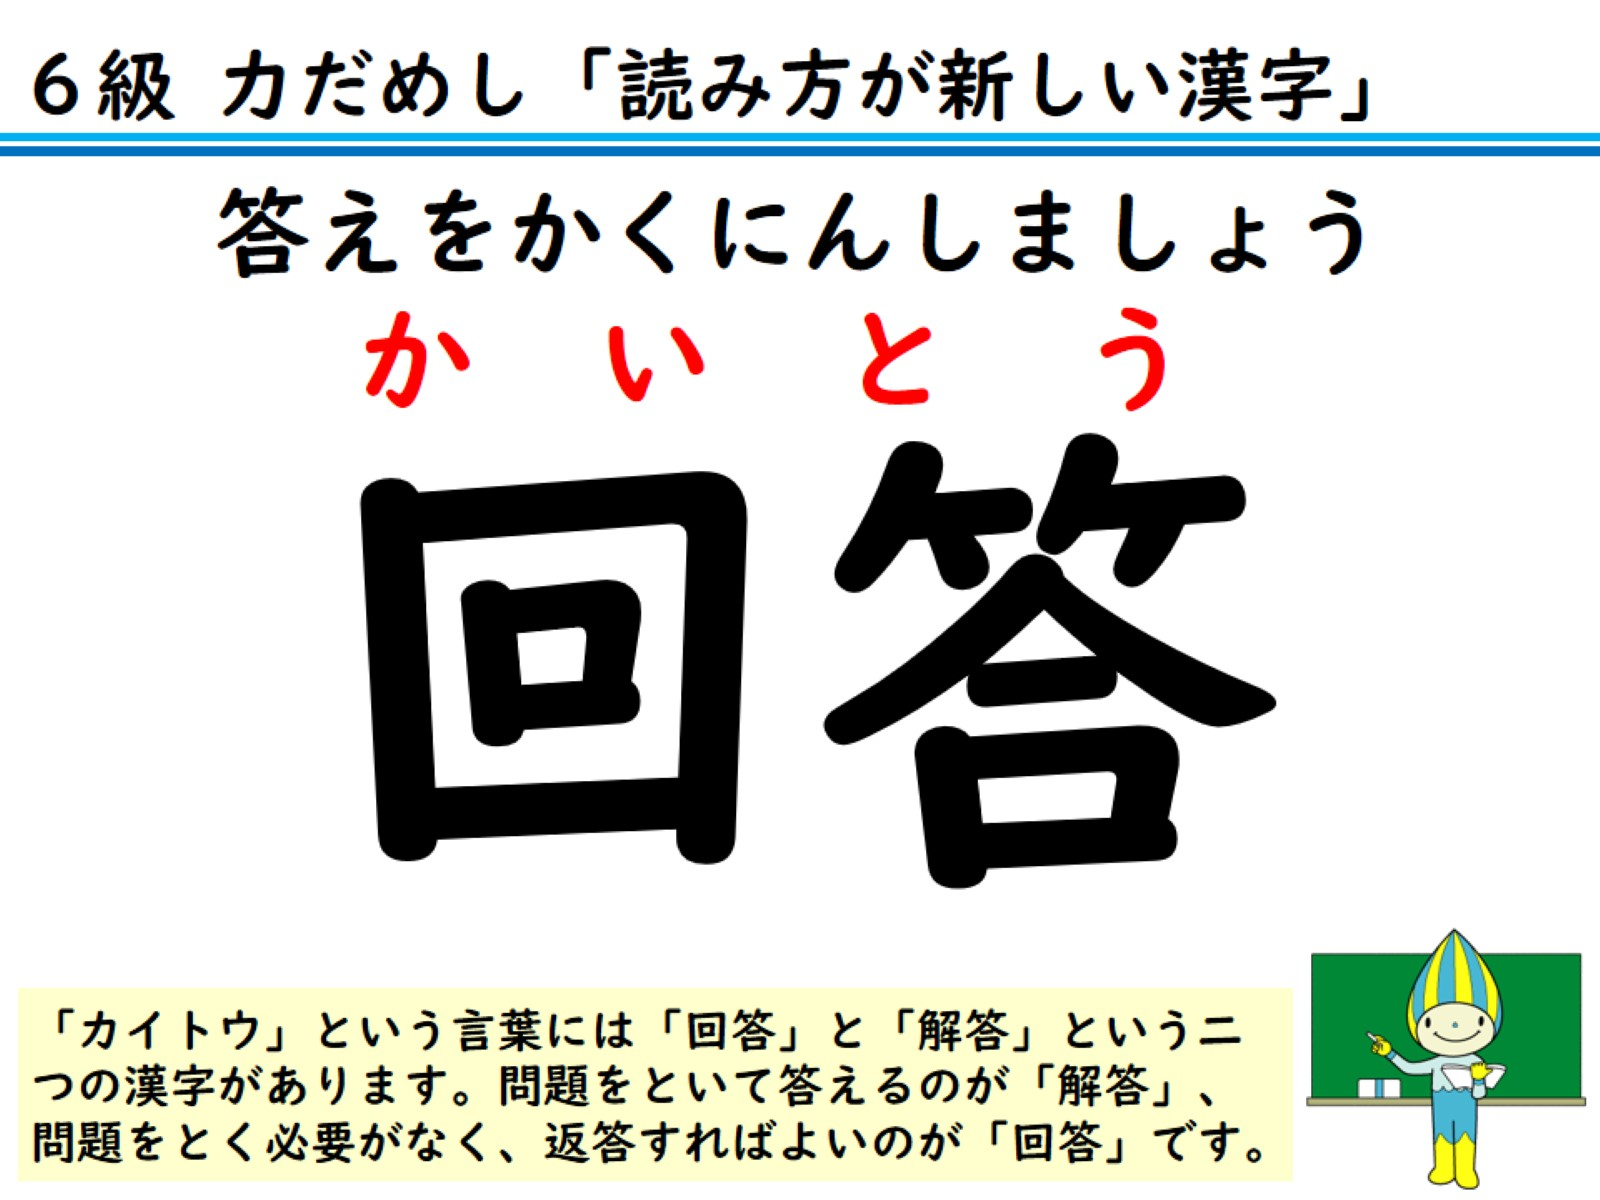 ６級 力だめし「読み方が新しい漢字」
答えをかくにんしましょう
かいとう
回答
「カイトウ」という言葉には「回答」と「解答」という二
つの漢字があります。問題をといて答えるのが「解答」、
問題をとく必要がなく、返答すればよいのが「回答」です。